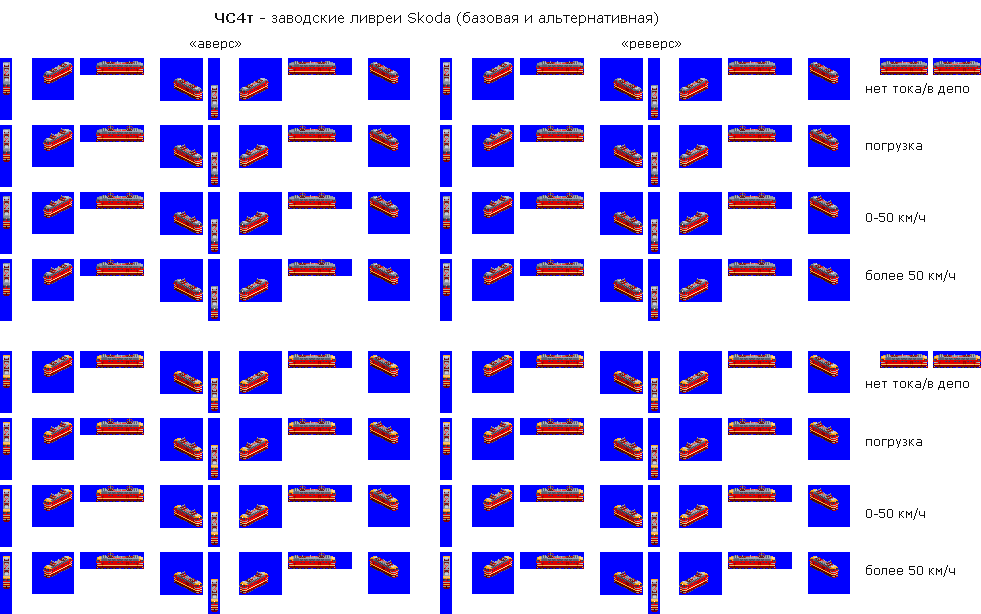 ЧС4т - заводские ливреи Skoda (базовая и альтернативная)
«аверс» «реверс»
нет тока/в депо
погрузка
0-50 км/ч
более 50 км/ч
нет тока/в депо
погрузка
0-50 км/ч
более 50 км/ч